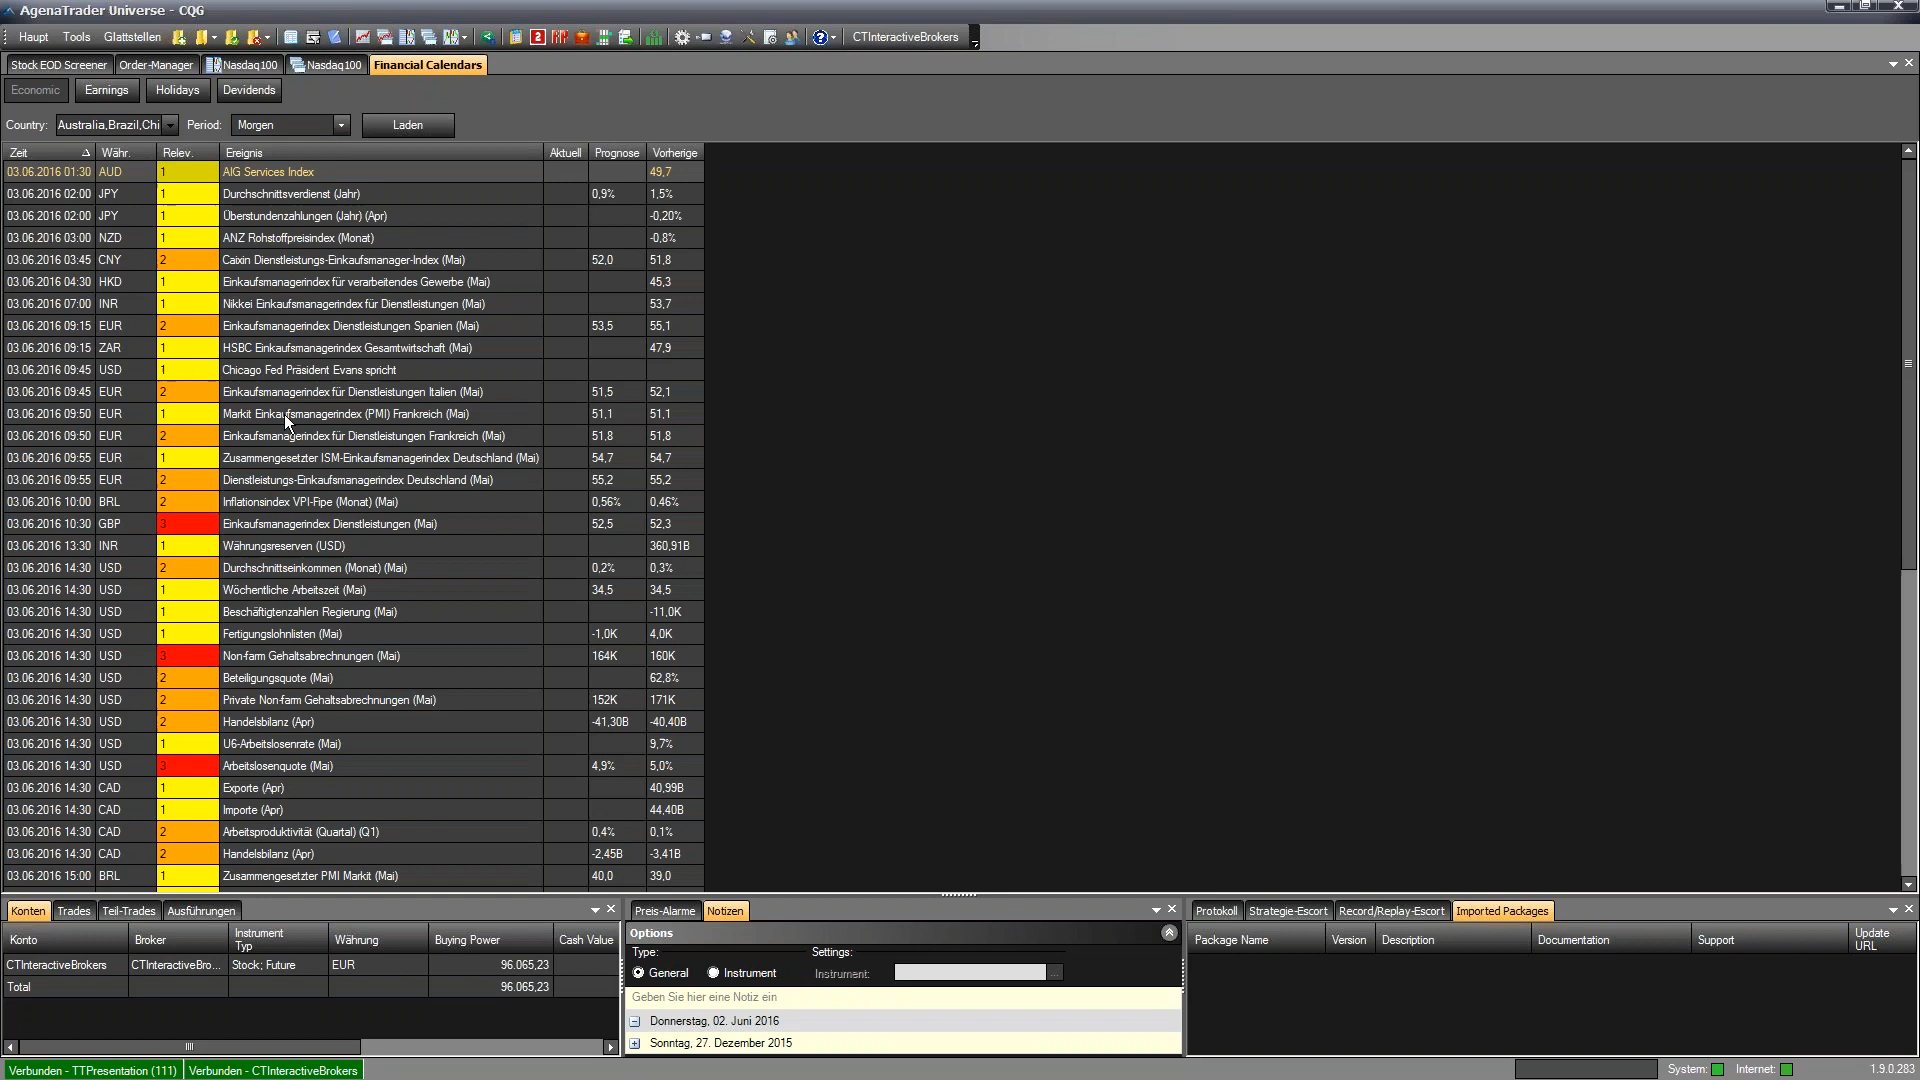 AgenaTrader Universe - CQG
Haupt Tools Glattstellen CTInteractiveBrokers
Stock EOD Screener Order-Manager Nasdaq100 Nasdaq100 Financial Calendars
Economic Earnings Holidays Devidends
Country: Australia,Brazil,Chi Period: Morgen Laden
Zeit Währ. Relev. Ereignis Aktuell Prognose Vorherige
03.06.2016 01:30 AUD 1 AIG Services Index 49,7
03.06.2016 02:00 JPY 1 Durchschnittsverdienst (Jahr) 0,9% 1,5%
03.06.2016 02:00 JPY 1 Überstundenzahlungen (Jahr) (Apr) -0,20%
03.06.2016 03:00 NZD 1 ANZ Rohstoffpreisindex (Monat) -0,8%
03.06.2016 03:45 CNY 2 Caixin Dienstleistungs-Einkaufsmanager-Index (Mai) 52,0 51,8
03.06.2016 04:30 HKD 1 Einkaufsmanagerindex für verarbeitendes Gewerbe (Mai) 45,3
03.06.2016 07:00 INR 1 Nikkei Einkaufsmanagerindex für Dienstleistungen (Mai) 53,7
03.06.2016 09:15 EUR 2 Einkaufsmanagerindex Dienstleistungen Spanien (Mai) 53,5 55,1
03.06.2016 09:15 ZAR 1 HSBC Einkaufsmanagerindex Gesamtwirtschaft (Mai) 47,9
03.06.2016 09:45 USD 1 Chicago Fed Präsident Evans spricht
03.06.2016 09:45 EUR 2 Einkaufsmanagerindex für Dienstleistungen Italien (Mai) 51,5 52,1
03.06.2016 09:50 EUR 1 Markit Einkaufsmanagerindex (PMI) Frankreich (Mai) 51,1 51,1
03.06.2016 09:50 EUR 2 Einkaufsmanagerindex für Dienstleistungen Frankreich (Mai) 51,8 51,8
03.06.2016 09:55 EUR 1 Zusammengesetzter ISM-Einkaufsmanagerindex Deutschland (Mai) 54,7 54,7
03.06.2016 09:55 EUR 2 Dienstleistungs-Einkaufsmanagerindex Deutschland (Mai) 55,2 55,2
03.06.2016 10:00 BRL 2 Inflationsindex VPI-Fipe (Monat) (Mai) 0,56% 0,46%
03.06.2016 10:30 GBP 3 Einkaufsmanagerindex Dienstleistungen (Mai) 52,5 52,3
03.06.2016 13:30 INR 1 Währungsreserven (USD) 360,91B
03.06.2016 14:30 USD 2 Durchschnittseinkommen (Monat) (Mai) 0,2% 0,3%
03.06.2016 14:30 USD 1 Wöchentliche Arbeitszeit (Mai) 34,5 34,5
03.06.2016 14:30 USD 1 Beschäftigtenzahlen Regierung (Mai) -11,0K
03.06.2016 14:30 USD 1 Fertigungslohnlisten (Mai) -1,0K 4,0K
03.06.2016 14:30 USD 3 Non-farm Gehaltsabrechnungen (Mai) 164K 160K
03.06.2016 14:30 USD 2 Beteiligungsquote (Mai) 62,8%
03.06.2016 14:30 USD 2 Private Non-farm Gehaltsabrechnungen (Mai) 152K 171K
03.06.2016 14:30 USD 2 Handelsbilanz (Apr) -41,30B -40,40B
03.06.2016 14:30 USD 1 U6-Arbeitslosenrate (Mai) 9,7%
03.06.2016 14:30 USD 3 Arbeitslosenquote (Mai) 4,9% 5,0%
03.06.2016 14:30 CAD 1 Exporte (Apr) 40,99B
03.06.2016 14:30 CAD 1 Importe (Apr) 44,40B
03.06.2016 14:30 CAD 2 Arbeitsproduktivität (Quartal) (Q1) 0,4% 0,1%
03.06.2016 14:30 CAD 2 Handelsbilanz (Apr) -2,45B -3,41B
03.06.2016 15:00 BRL 1 Zusammengesetzter PMI Markit (Mai) 40,0 39,0
Konten Trades Teil-Trades Ausführungen
Konto Broker Instrument Typ Währung Buying Power Cash Value
CTInteractiveBrokers CTInteractiveBro... Stock; Future EUR 96.065,23
Total 96.065,23
Preis-Alarme Notizen
Options
Type: Settings:
General Instrument Instrument: ...
Geben Sie hier eine Notiz ein
Donnerstag, 02. Juni 2016
Sonntag, 27. Dezember 2015
Protokoll Strategie-Escort Record/Replay-Escort Imported Packages
Package Name Version Description Documentation Support Update URL
Verbunden - TTPresentation (111) Verbunden - CTInteractiveBrokers System: Internet: 1.9.0.283